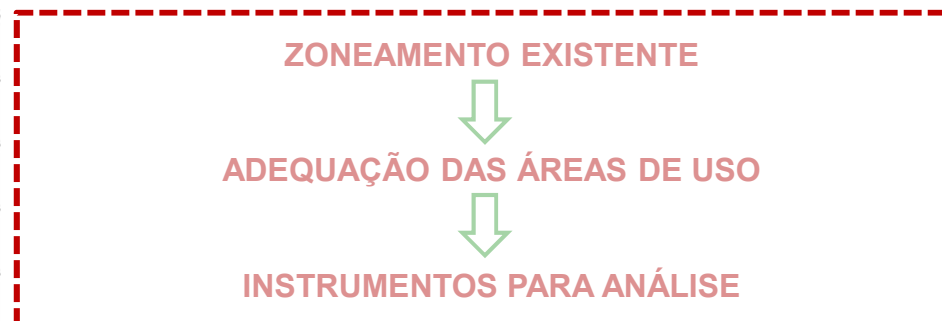 ZONEAMENTO EXISTENTE
ADEQUAÇÃO DAS ÁREAS DE USO
INSTRUMENTOS PARA ANÁLISE